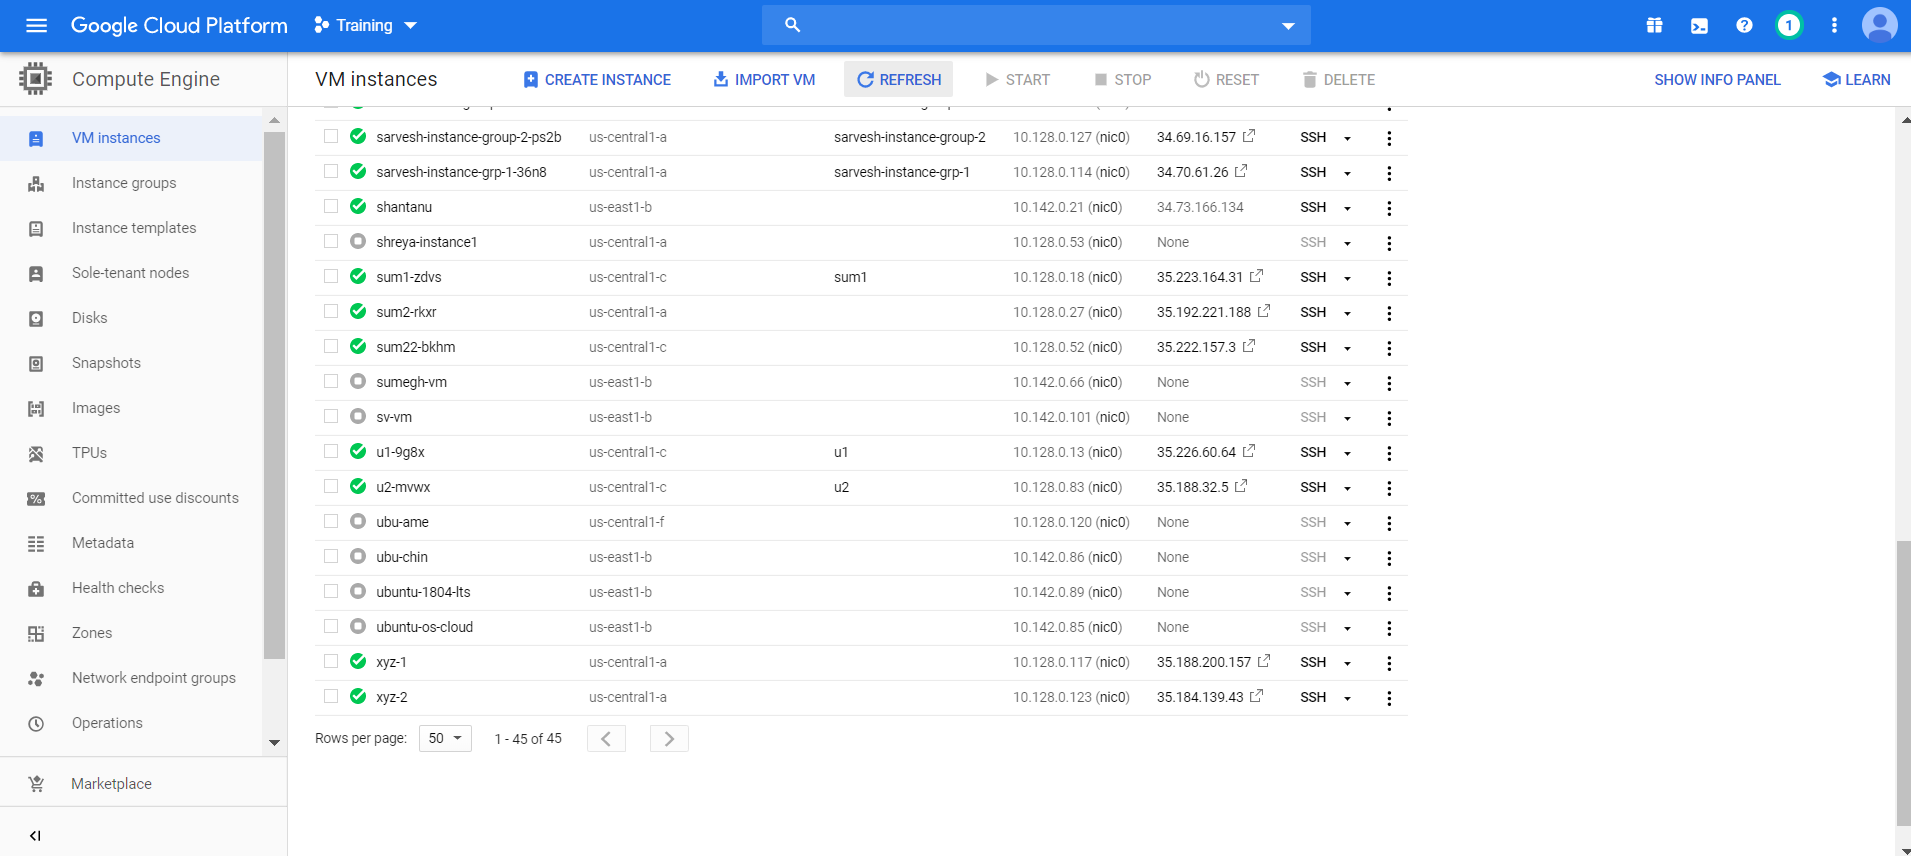 Google Cloud Platform Training 1
Compute Engine VM instances CREATE INSTANCE IMPORT VM REFRESH START STOP RESET DELETE SHOW INFO PANEL LEARN
VM instances
Instance groups
Instance templates
Sole-tenant nodes
Disks
Snapshots
Images
TPUs
Committed use discounts
Metadata
Health checks
Zones
Network endpoint groups
Operations
Marketplace
sarvesh-instance-group-2-ps2b us-central1-a sarvesh-instance-group-2 10.128.0.127 (nic0) 34.69.16.157 SSH
sarvesh-instance-grp-1-36n8 us-central1-a sarvesh-instance-grp-1 10.128.0.114 (nic0) 34.70.61.26 SSH
shantanu us-east1-b 10.142.0.21 (nic0) 34.73.166.134 SSH
shreya-instance1 us-central1-a 10.128.0.53 (nic0) None SSH
sum1-zdvs us-central1-c sum1 10.128.0.18 (nic0) 35.223.164.31 SSH
sum2-rkxr us-central1-a 10.128.0.27 (nic0) 35.192.221.188 SSH
sum22-bkhm us-central1-c 10.128.0.52 (nic0) 35.222.157.3 SSH
sumegh-vm us-east1-b 10.142.0.66 (nic0) None SSH
sv-vm us-east1-b 10.142.0.101 (nic0) None SSH
u1-9g8x us-central1-c u1 10.128.0.13 (nic0) 35.226.60.64 SSH
u2-mvwx us-central1-c u2 10.128.0.83 (nic0) 35.188.32.5 SSH
ubu-ame us-central1-f 10.128.0.120 (nic0) None SSH
ubu-chin us-east1-b 10.142.0.86 (nic0) None SSH
ubuntu-1804-lts us-east1-b 10.142.0.89 (nic0) None SSH
ubuntu-os-cloud us-east1-b 10.142.0.85 (nic0) None SSH
xyz-1 us-central1-a 10.128.0.117 (nic0) 35.188.200.157 SSH
xyz-2 us-central1-a 10.128.0.123 (nic0) 35.184.139.43 SSH
Rows per page: 50 1 - 45 of 45